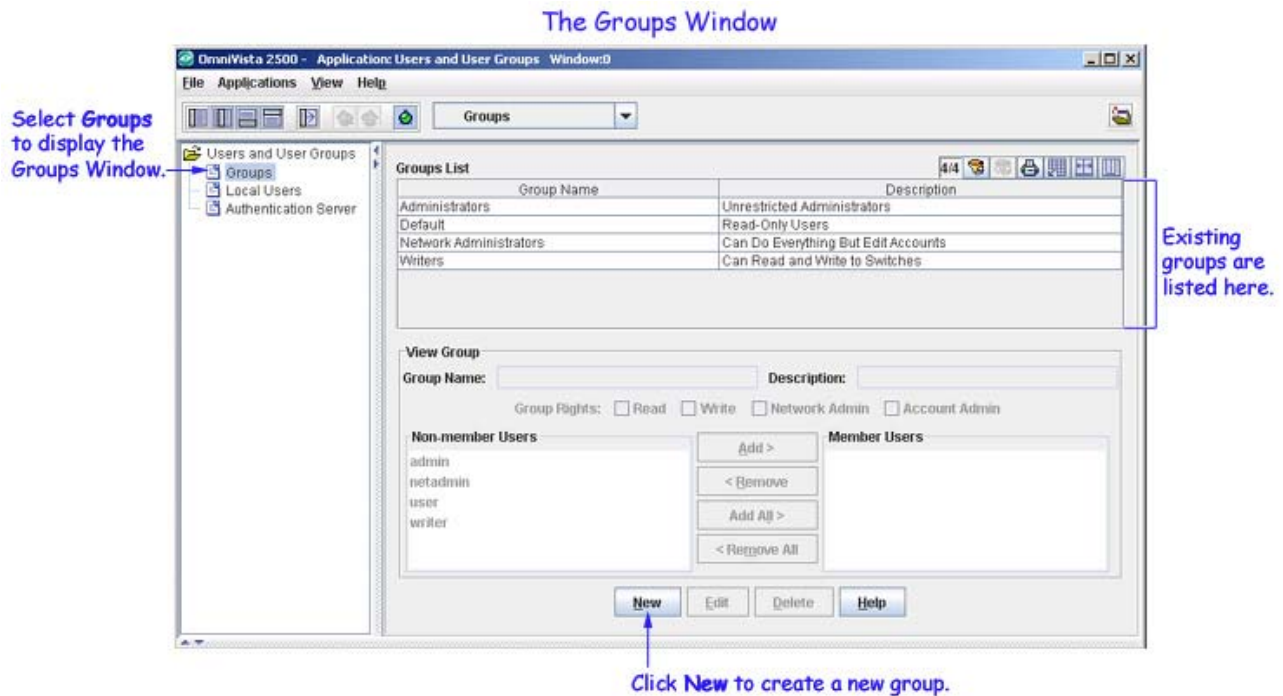 The Groups Window
OmniVista 2500 - Application: Users and User Groups Window:0
File Applications View Help
Groups
Select Groups
to display the
Groups Window.
Users and User Groups
Groups
Local Users
Authentication Server
Groups List
4/4
Group Name Description
Administrators Unrestricted Administrators
Default Read-Only Users
Network Administrators Can Do Everything But Edit Accounts
Writers Can Read and Write to Switches
Existing
groups are
listed here.
View Group
Group Name: Description:
Group Rights: Read Write Network Admin Account Admin
Non-member Users
admin
netadmin
user
writer
Add >
< Remove
Add All >
< Remove All
Member Users
New Edit Delete Help
Click New to create a new group.